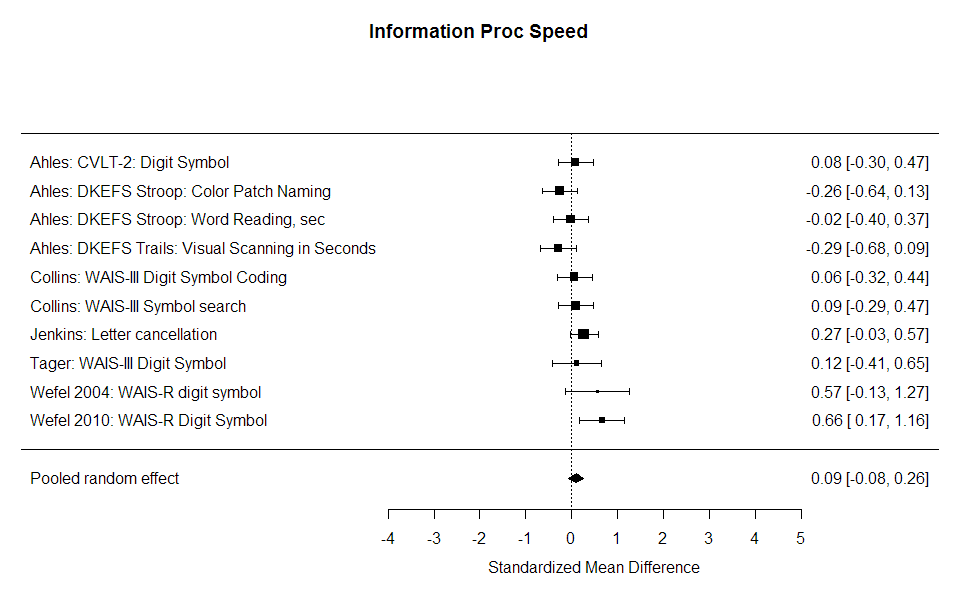 Information Proc Speed
Ahles: CVLT-2: Digit Symbol 0.08 [-0.30, 0.47]
Ahles: DKEFS Stroop: Color Patch Naming -0.26 [-0.64, 0.13]
Ahles: DKEFS Stroop: Word Reading, sec -0.02 [-0.40, 0.37]
Ahles: DKEFS Trails: Visual Scanning in Seconds -0.29 [-0.68, 0.09]
Collins: WAIS-III Digit Symbol Coding 0.06 [-0.32, 0.44]
Collins: WAIS-III Symbol search 0.09 [-0.29, 0.47]
Jenkins: Letter cancellation 0.27 [-0.03, 0.57]
Tager: WAIS-III Digit Symbol 0.12 [-0.41, 0.65]
Wefel 2004: WAIS-R digit symbol 0.57 [-0.13, 1.27]
Wefel 2010: WAIS-R Digit Symbol 0.66 [ 0.17, 1.16]
Pooled random effect 0.09 [-0.08, 0.26]
-4 -3 -2 -1 0 1 2 3 4 5
Standardized Mean Difference